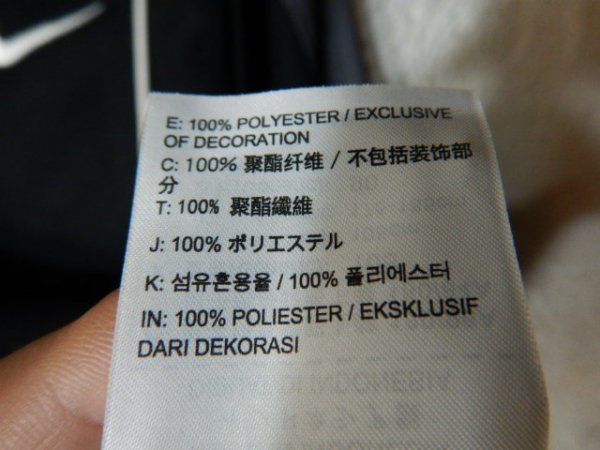 E: 100% POLYESTER / EXCLUSIVE
OF DECORATION
C: 100% 聚酯纤维 / 不包括装饰部
分
T: 100% 聚酯纖維
J: 100% ポリエステル
K: 섬유혼용율 / 100% 폴리에스터
IN: 100% POLIESTER / EKSKLUSIF
DARI DEKORASI